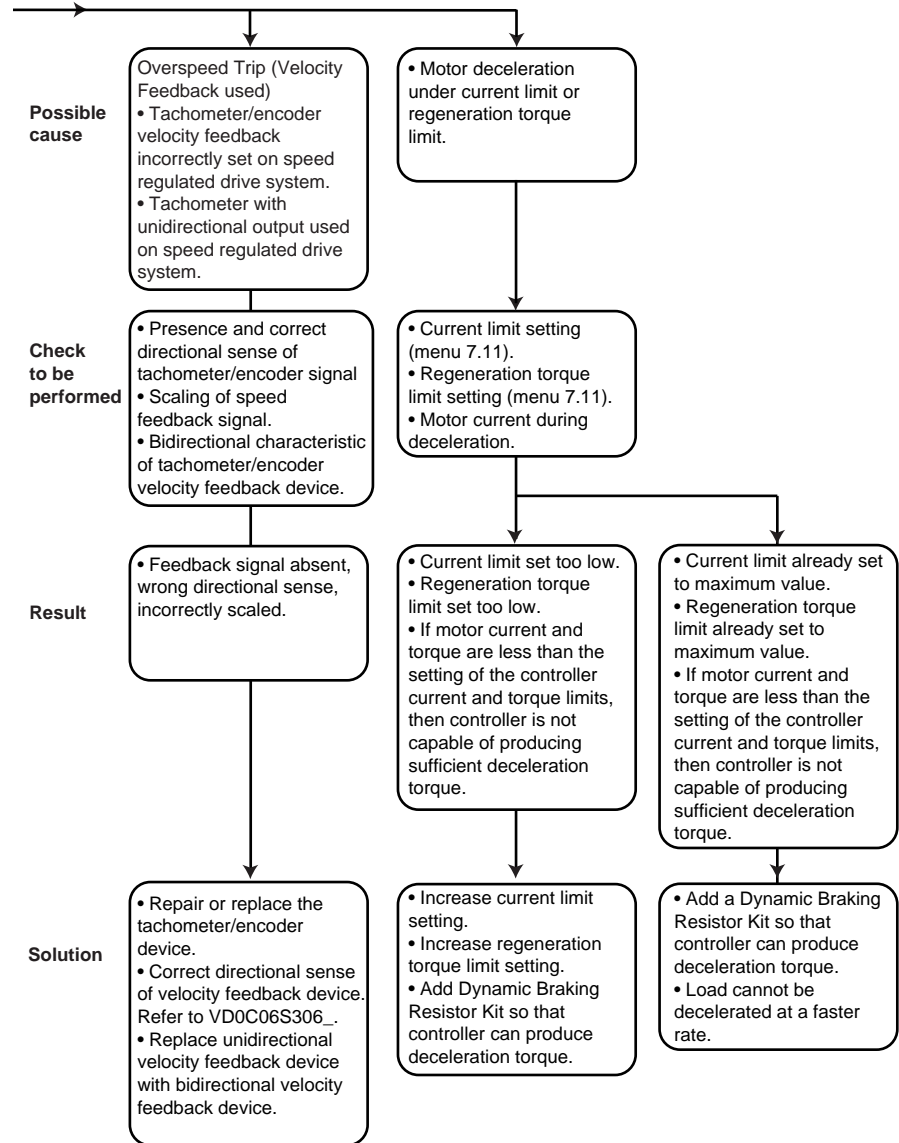 Possible
cause
Overspeed Trip (Velocity
Feedback used)
• Tachometer/encoder
velocity feedback
incorrectly set on speed
regulated drive system.
• Tachometer with
unidirectional output used
on speed regulated drive
system.
• Motor deceleration
under current limit or
regeneration torque
limit.
Check
to be
performed
• Presence and correct
directional sense of
tachometer/encoder signal
• Scaling of speed
feedback signal.
• Bidirectional characteristic
of tachometer/encoder
velocity feedback device.
• Current limit setting
(menu 7.11).
• Regeneration torque
limit setting (menu 7.11).
• Motor current during
deceleration.
Result
• Feedback signal absent,
wrong directional sense,
incorrectly scaled.
• Current limit set too low.
• Regeneration torque
limit set too low.
• If motor current and
torque are less than the
setting of the controller
current and torque limits,
then controller is not
capable of producing
sufficient deceleration
torque.
• Current limit already set
to maximum value.
• Regeneration torque
limit already set to
maximum value.
• If motor current and
torque are less than the
setting of the controller
current and torque limits,
then controller is not
capable of producing
sufficient deceleration
torque.
Solution
• Repair or replace the
tachometer/encoder
device.
• Correct directional sense
of velocity feedback device.
Refer to VD0C06S306_.
• Replace unidirectional
velocity feedback device
with bidirectional velocity
feedback device.
• Increase current limit
setting.
• Increase regeneration
torque limit setting.
• Add Dynamic Braking
Resistor Kit so that
controller can produce
deceleration torque.
• Add a Dynamic Braking
Resistor Kit so that
controller can produce
deceleration torque.
• Load cannot be
decelerated at a faster
rate.